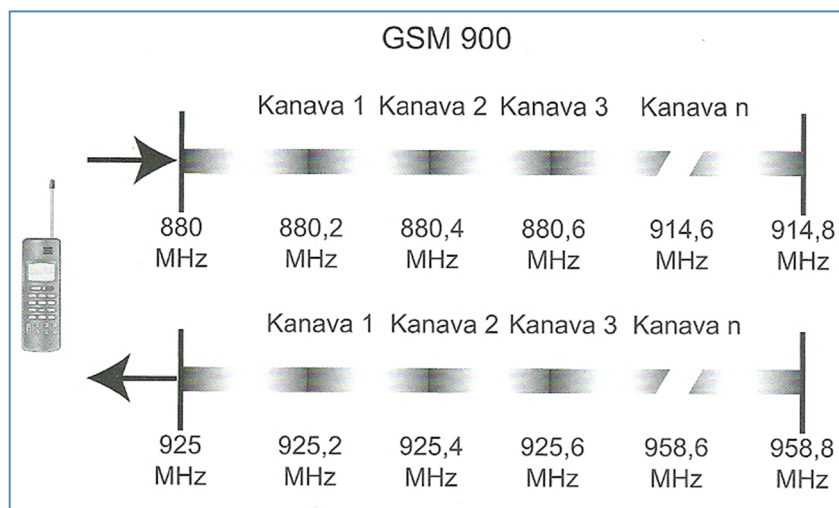 GSM 900
Kanava 1 Kanava 2 Kanava 3 Kanava n
880 880,2 880,4 880,6 914,6 914,8
MHz MHz MHz MHz MHz MHz
Kanava 1 Kanava 2 Kanava 3 Kanava n
925 925,2 925,4 925,6 958,6 958,8
MHz MHz MHz MHz MHz MHz